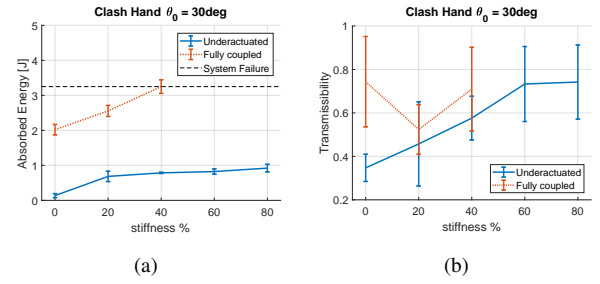 Clash Hand θ0 = 30deg
5
4
3
2
1
0
Absorbed Energy [J]
Underactuated
Fully coupled
System Failure
0 20 40 60 80
stiffness %
(a)
Clash Hand θ0 = 30deg
1
0.8
0.6
0.4
0.2
Transmissibility
Underactuated
Fully coupled
0 20 40 60 80
stiffness %
(b)